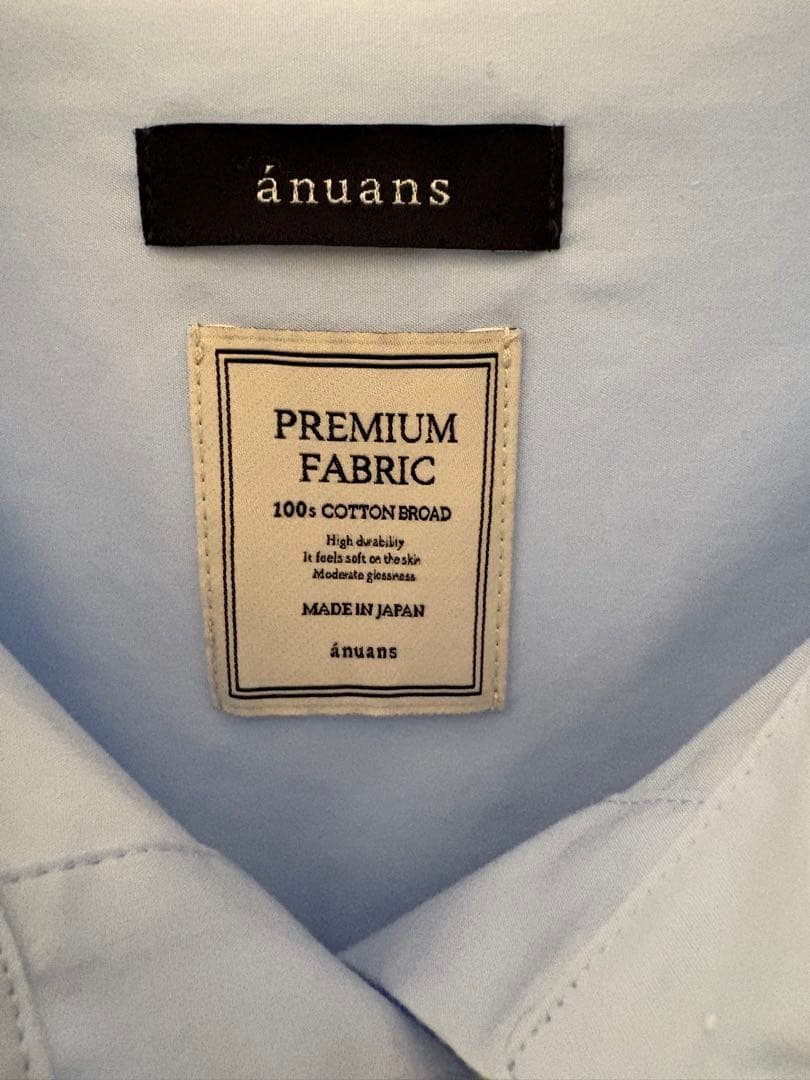 ánuans
PREMIUM
FABRIC
100s COTTON BROAD
High durability
It feels soft on the skin
Moderate glossness
MADE IN JAPAN
ánuans